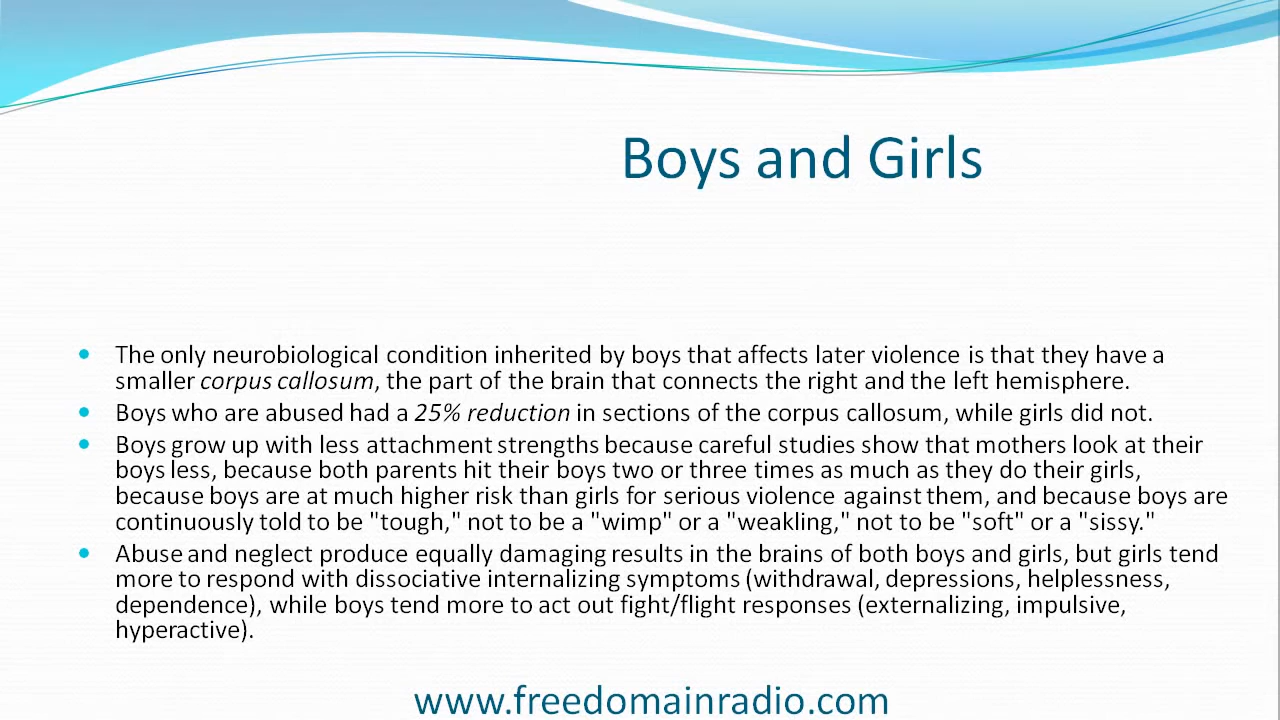 Boys and Girls
The only neurobiological condition inherited by boys that affects later violence is that they have a
smaller corpus callosum, the part of the brain that connects the right and the left hemisphere.
Boys who are abused had a 25% reduction in sections of the corpus callosum, while girls did not.
Boys grow up with less attachment strengths because careful studies show that mothers look at their
boys less, because both parents hit their boys two or three times as much as they do their girls,
because boys are at much higher risk than girls for serious violence against them, and because boys are
continuously told to be "tough," not to be a "wimp" or a "weakling," not to be "soft" or a "sissy."
Abuse and neglect produce equally damaging results in the brains of both boys and girls, but girls tend
more to respond with dissociative internalizing symptoms (withdrawal, depressions, helplessness,
dependence), while boys tend more to act out fight/flight responses (externalizing, impulsive,
hyperactive).
www.freedomainradio.com